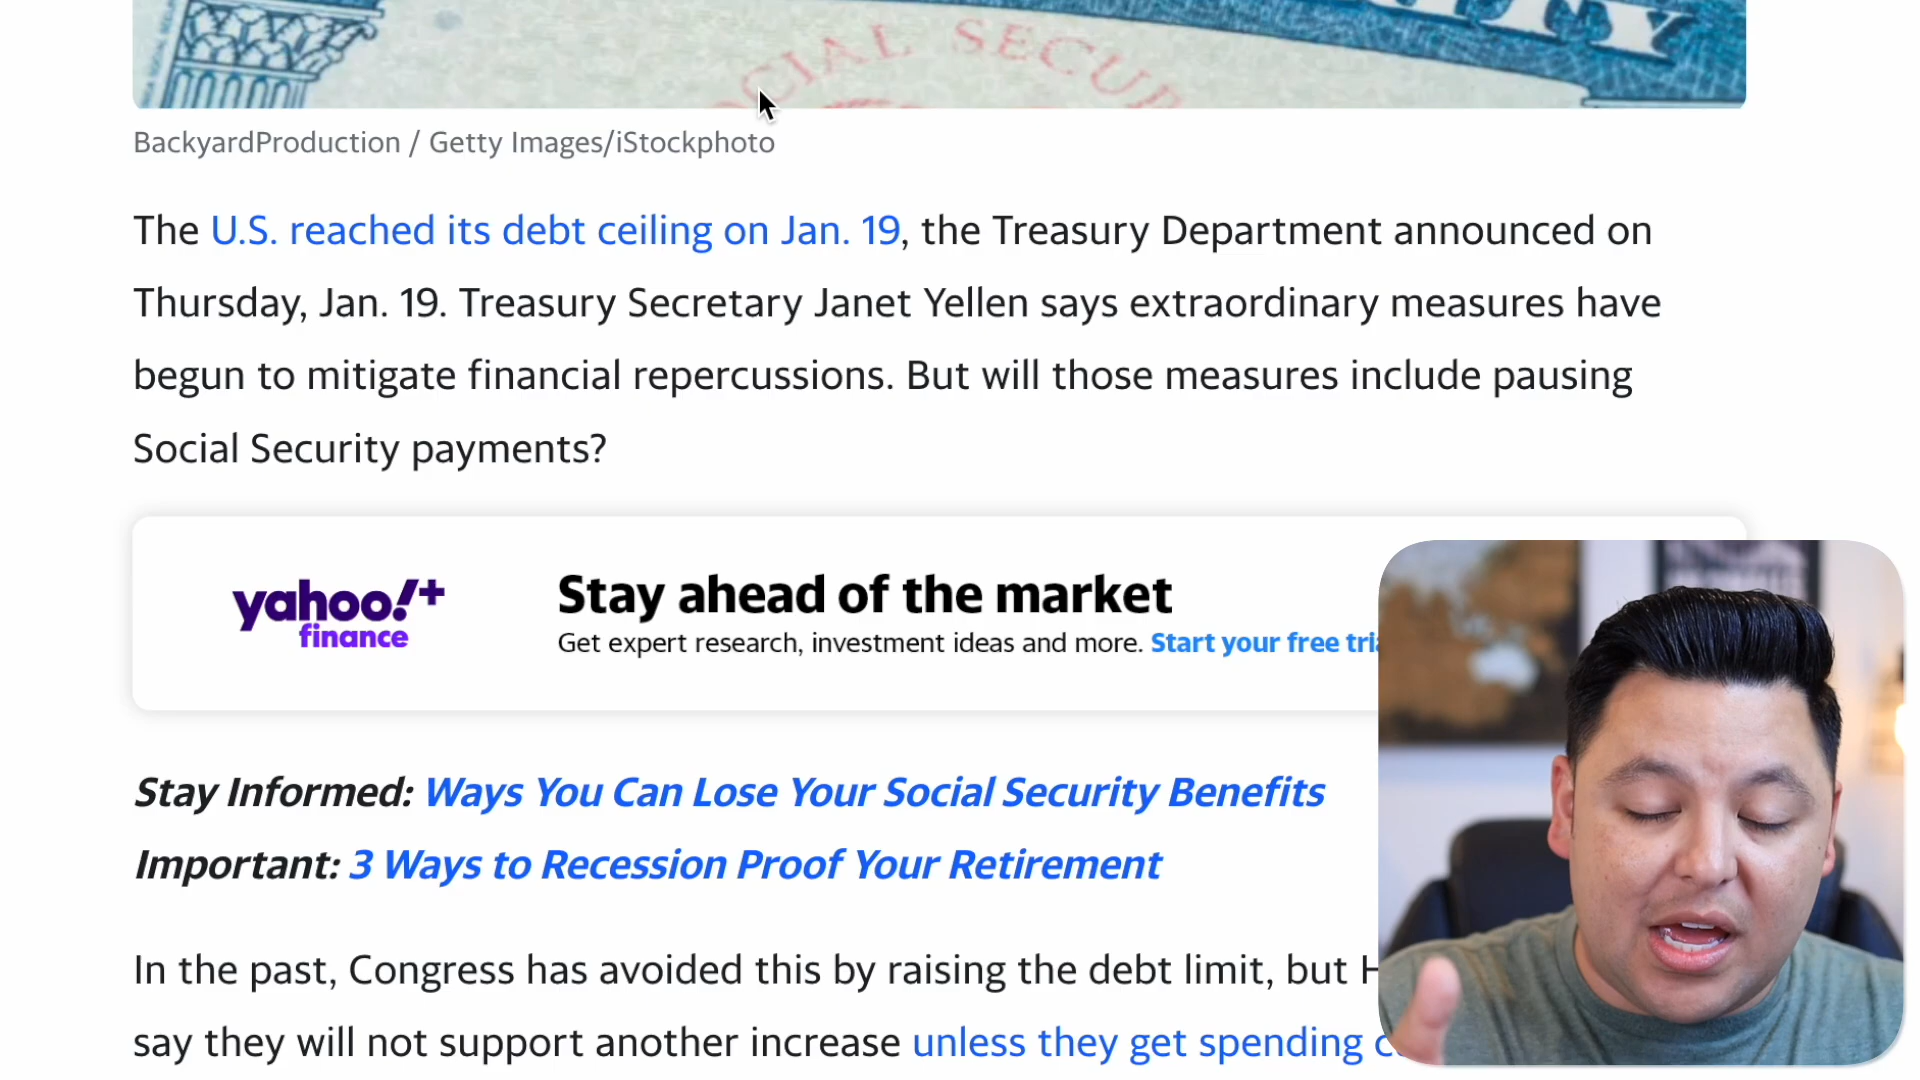 SOCIAL SECUR
BackyardProduction / Getty Images/iStockphoto
The U.S. reached its debt ceiling on Jan. 19, the Treasury Department announced on
Thursday, Jan. 19. Treasury Secretary Janet Yellen says extraordinary measures have
begun to mitigate financial repercussions. But will those measures include pausing
Social Security payments?
yahoo!+
finance
Stay ahead of the market
Get expert research, investment ideas and more. Start your free
Stay Informed: Ways You Can Lose Your Social Security Benefits
Important: 3 Ways to Recession Proof Your Retirement
In the past, Congress has avoided this by raising the debt limit, but
say they will not support another increase unless they get spending